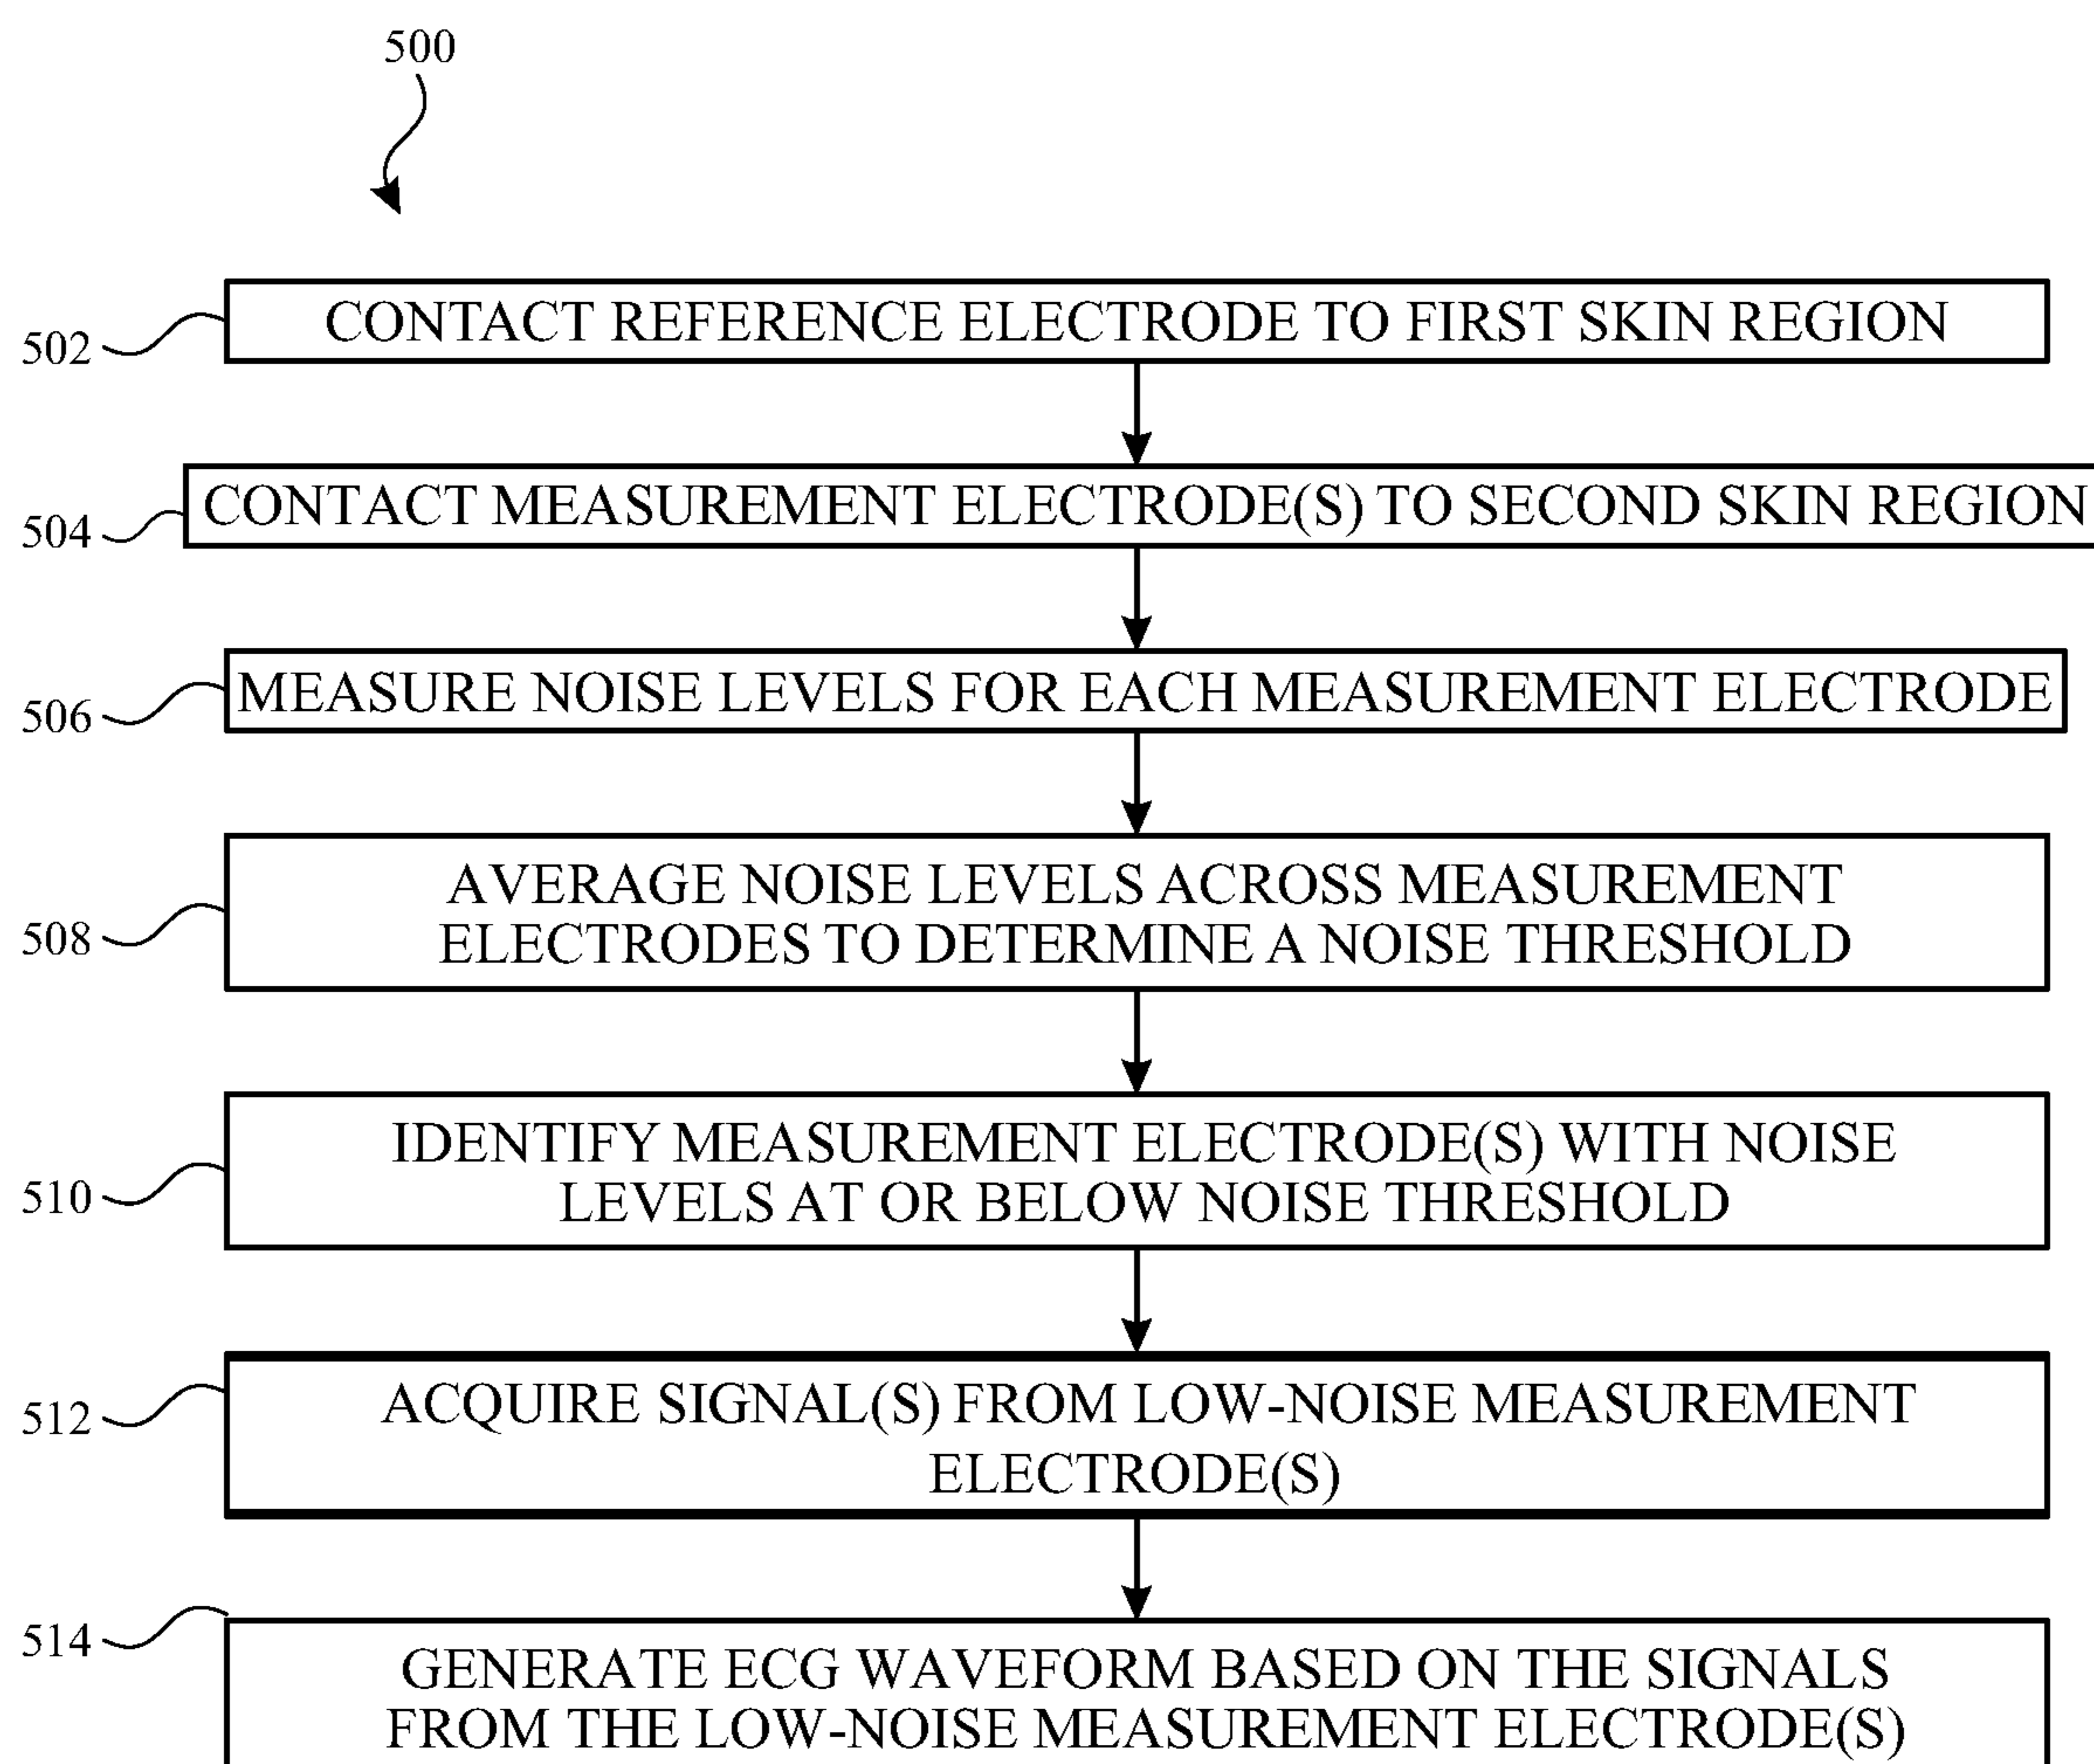 500
502
CONTACT REFERENCE ELECTRODE TO FIRST SKIN REGION
504
CONTACT MEASUREMENT ELECTRODE(S) TO SECOND SKIN REGION
506
MEASURE NOISE LEVELS FOR EACH MEASUREMENT ELECTRODE
508
AVERAGE NOISE LEVELS ACROSS MEASUREMENT
ELECTRODES TO DETERMINE A NOISE THRESHOLD
510
IDENTIFY MEASUREMENT ELECTRODE(S) WITH NOISE
LEVELS AT OR BELOW NOISE THRESHOLD
512
ACQUIRE SIGNAL(S) FROM LOW-NOISE MEASUREMENT
ELECTRODE(S)
514
GENERATE ECG WAVEFORM BASED ON THE SIGNALS
FROM THE LOW-NOISE MEASUREMENT ELECTRODE(S)